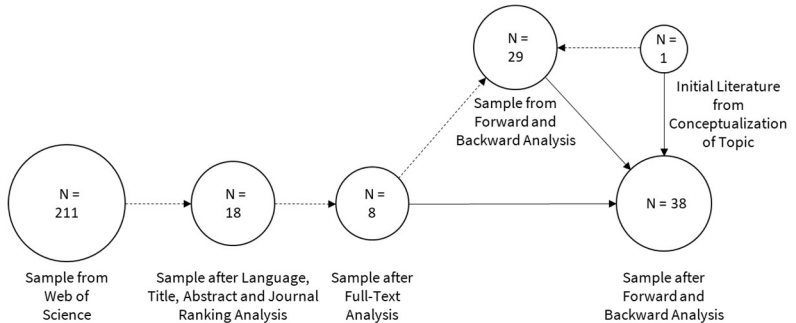 N =
29
N =
1
Sample from
Forward and
Backward Analysis
Initial Literature
from
Conceptualization
of Topic
N =
211
N =
18
N =
8
N = 38
Sample from
Web of
Science
Sample after Language,
Title, Abstract and Journal
Ranking Analysis
Sample after
Full-Text
Analysis
Sample after
Forward and
Backward Analysis